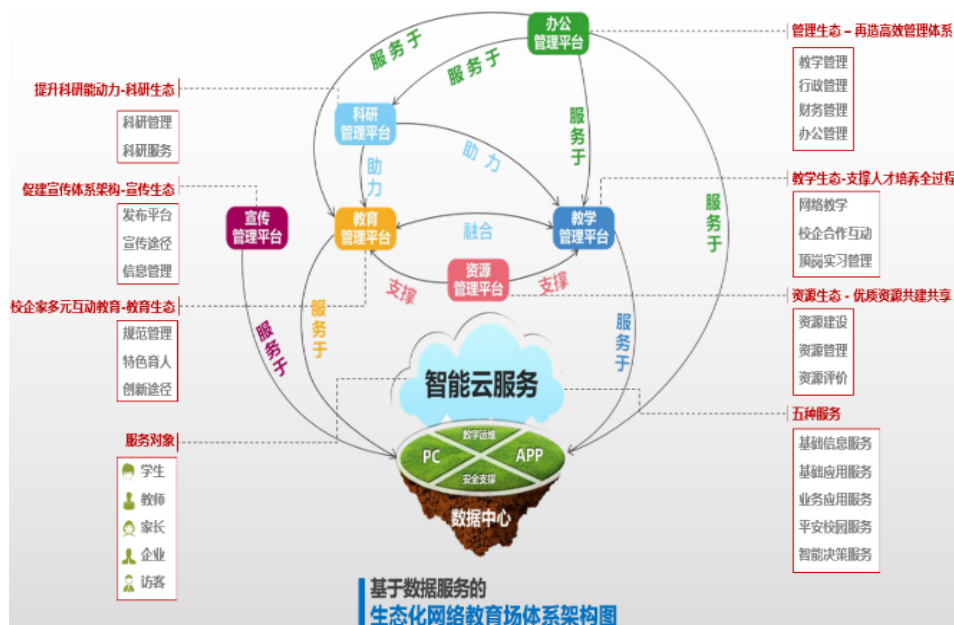 办公
管理平台
服务于
服务于
服务于
服务于
管理生态 – 再造高效管理体系
教学管理
行政管理
财务管理
办公管理
提升科研能动力-科研生态
科研管理
科研服务
科研
管理平台
助力
助力
促建宣传体系架构-宣传生态
发布平台
宣传途径
信息管理
宣传
管理平台
教育
管理平台
融合
教学
管理平台
教学生态-支撑人才培养全过程
网络教学
校企合作互动
顶岗实习管理
资源
管理平台
支撑
支撑
资源生态 - 优质资源共建共享
资源建设
资源管理
资源评价
校企家多元互动教育-教育生态
规范管理
特色育人
创新途径
服务于
服务于
服务于
智能云服务
数字运维
PC
APP
安全支撑
数据中心
服务对象
学生
教师
家长
企业
访客
五种服务
基础信息服务
基础应用服务
业务应用服务
平安校园服务
智能决策服务
基于数据服务的
生态化网络教育场体系架构图